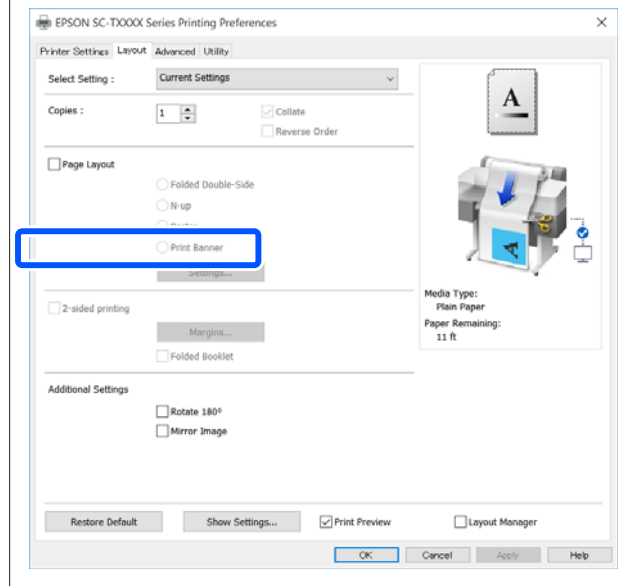 EPSON SC-TXXXX Series Printing Preferences
Printer Settings Layout Advanced Utility
Select Setting : Current Settings
Copies : 1 Collate
Reverse Order
Page Layout
Folded Double-Side
N-up
Print Banner
Settings...
2-sided printing
Margins...
Folded Booklet
Additional Settings
Rotate 180º
Mirror Image
A
A
Media Type:
Plain Paper
Paper Remaining:
11 ft
Restore Default Show Settings... Print Preview Layout Manager
OK Cancel Apply Help